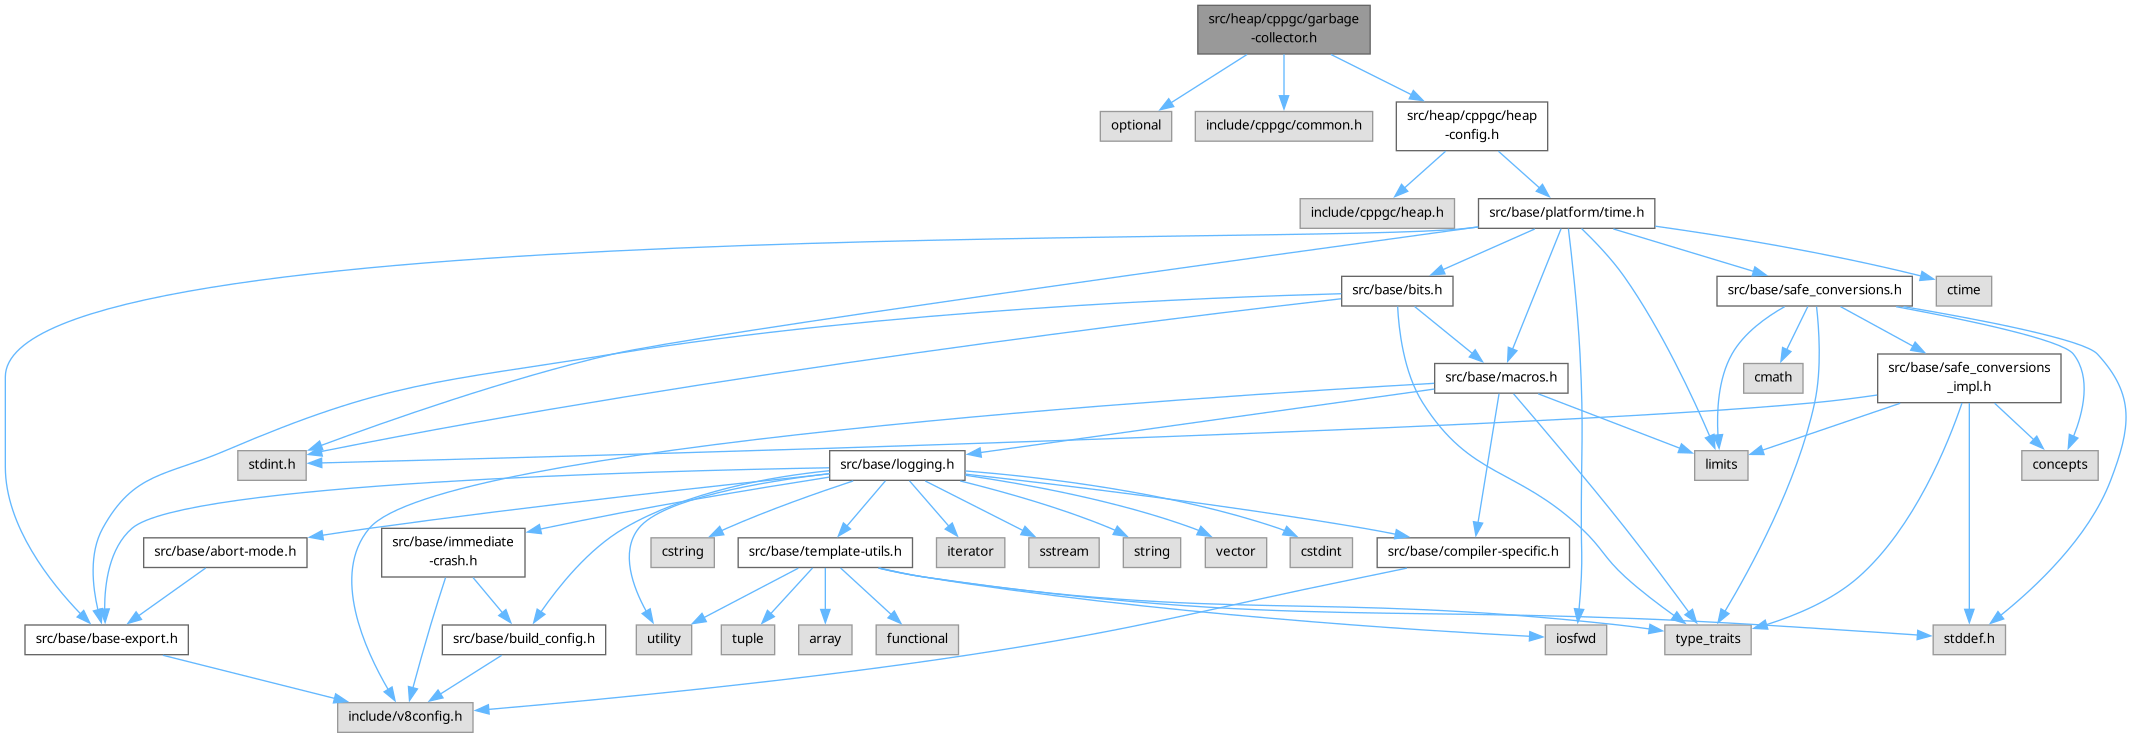 src/heap/cppgc/garbage
-collector.h
optional
include/cppgc/common.h
src/heap/cppgc/heap
-config.h
include/cppgc/heap.h
src/base/platform/time.h
src/base/bits.h
src/base/safe_conversions.h
ctime
src/base/macros.h
cmath
src/base/safe_conversions
_impl.h
stdint.h
src/base/logging.h
limits
concepts
src/base/abort-mode.h
src/base/immediate
-crash.h
cstring
src/base/template-utils.h
iterator
sstream
string
vector
cstdint
src/base/compiler-specific.h
src/base/base-export.h
src/base/build_config.h
utility
tuple
array
functional
iosfwd
type_traits
stddef.h
include/v8config.h